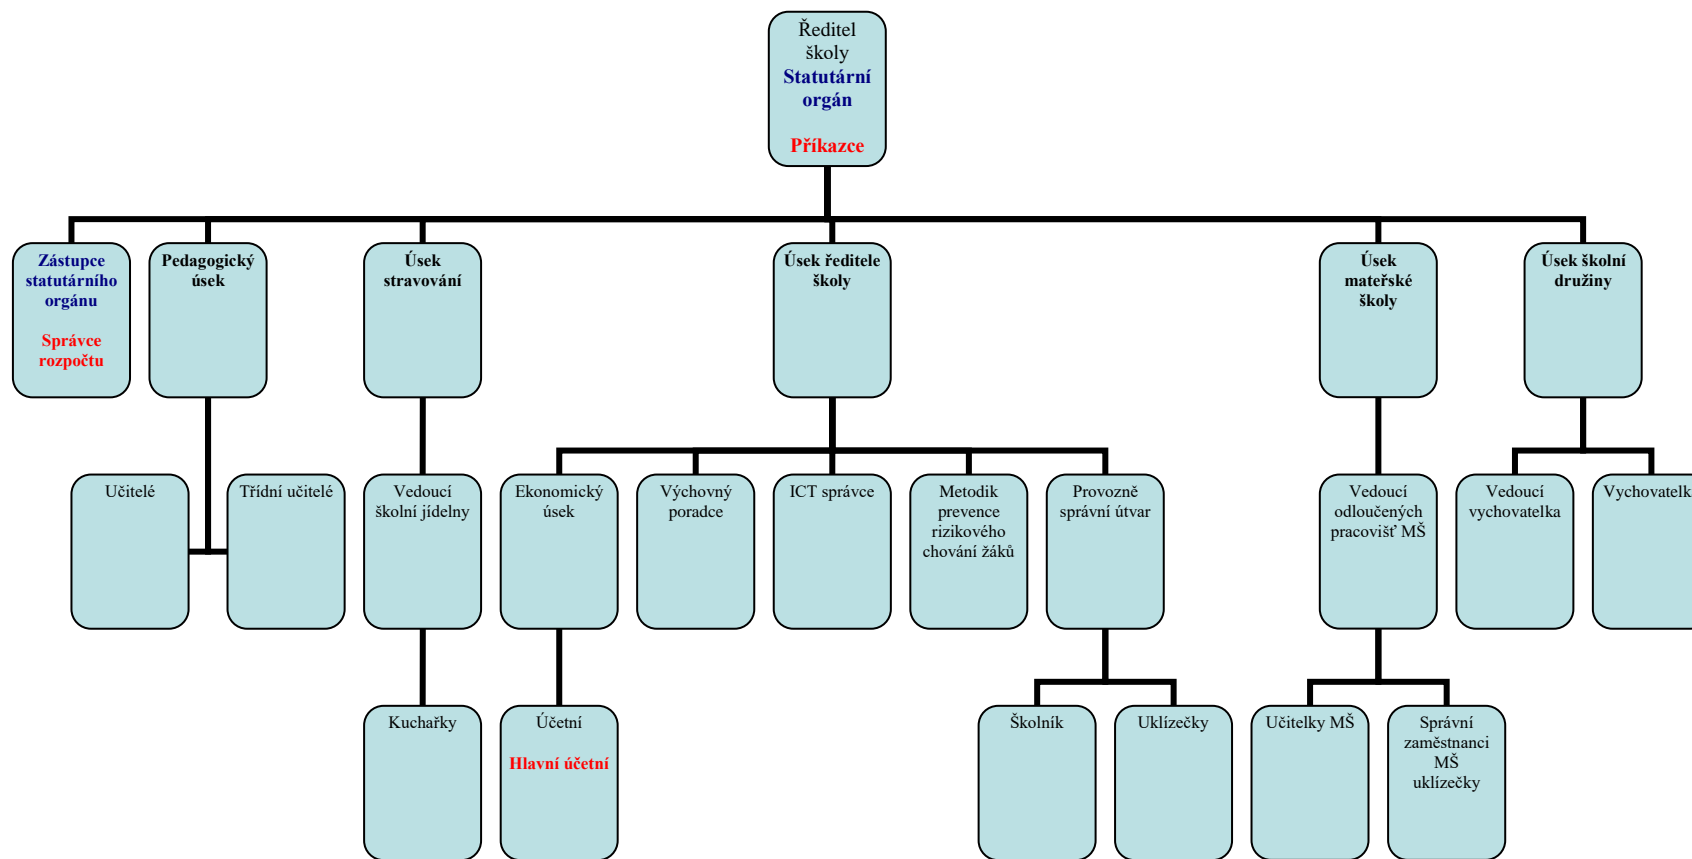 Ředitel
školy
Statutární
orgán
Příkazce
Zástupce
statutárního
orgánu
Správce
rozpočtu
Pedagogický
úsek
Úsek
stravování
Úsek ředitele
školy
Úsek
mateřské
školy
Úsek školní
družiny
Učitelé
Třídní učitelé
Vedoucí
školní jídelny
Ekonomický
úsek
Výchovný
poradce
ICT správce
Metodik
prevence
rizikového
chování žáků
Provozně
správní útvar
Vedoucí
odloučených
pracovišť MŠ
Vedoucí
vychovatelka
Vychovatelk
Kuchařky
Účetní
Hlavní účetní
Školník
Uklízečky
Učitelky MŠ
Správní
zaměstnanci
MŠ
uklízečky